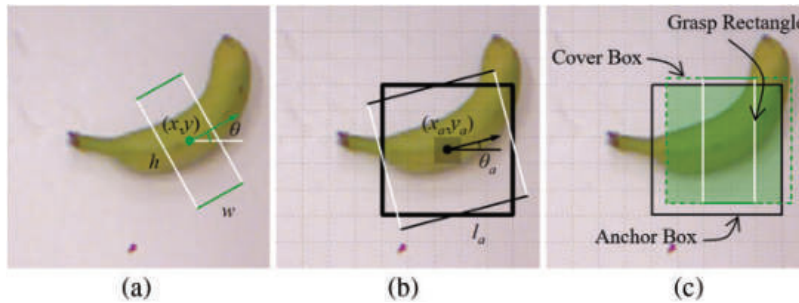 (x,y)
θ
h
w
(a)
(xₐ,yₐ)
θₐ
lₐ
(b)
Grasp Rectangle
Cover Box
Anchor Box
(c)